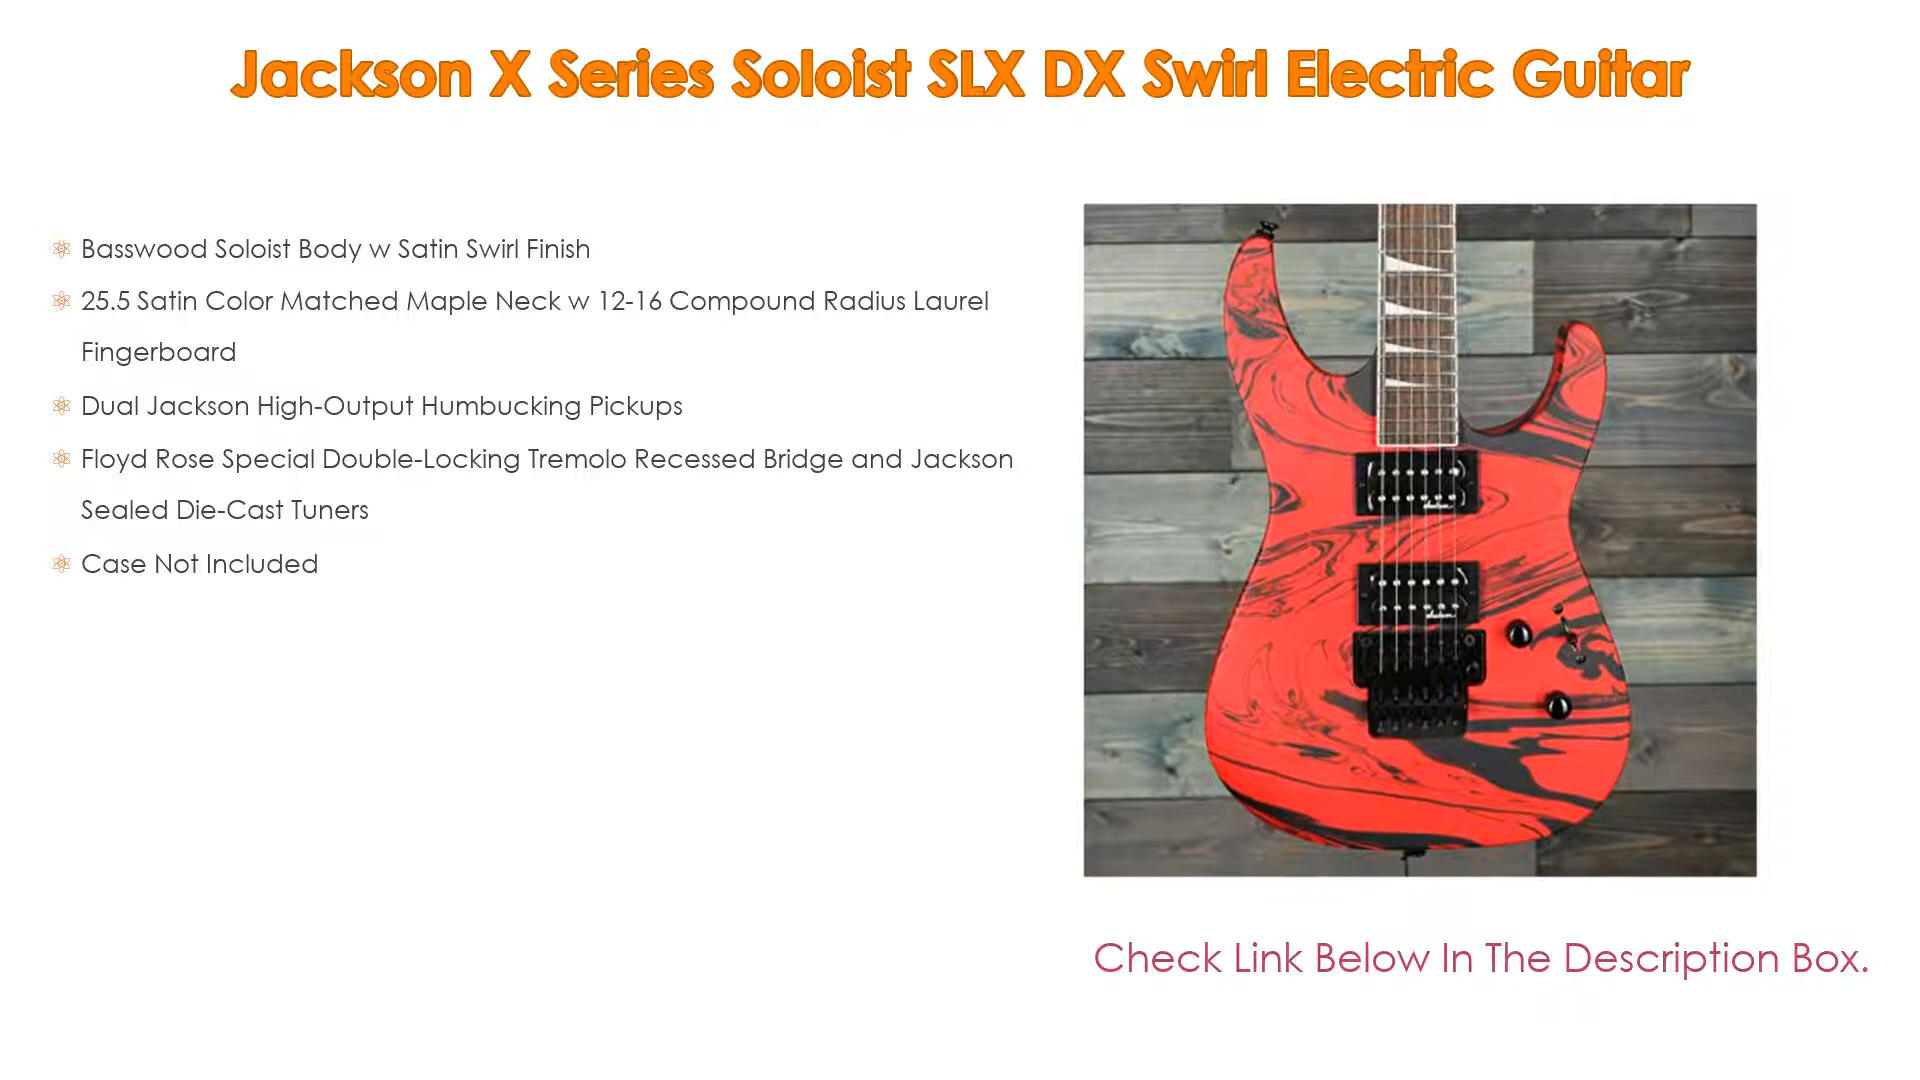 Jackson X Series Soloist SLX DX Swirl Electric Guitar
Basswood Soloist Body w Satin Swirl Finish
25.5 Satin Color Matched Maple Neck w 12-16 Compound Radius Laurel
Fingerboard
Dual Jackson High-Output Humbucking Pickups
Floyd Rose Special Double-Locking Tremolo Recessed Bridge and Jackson
Sealed Die-Cast Tuners
Case Not Included
Check Link Below In The Description Box.